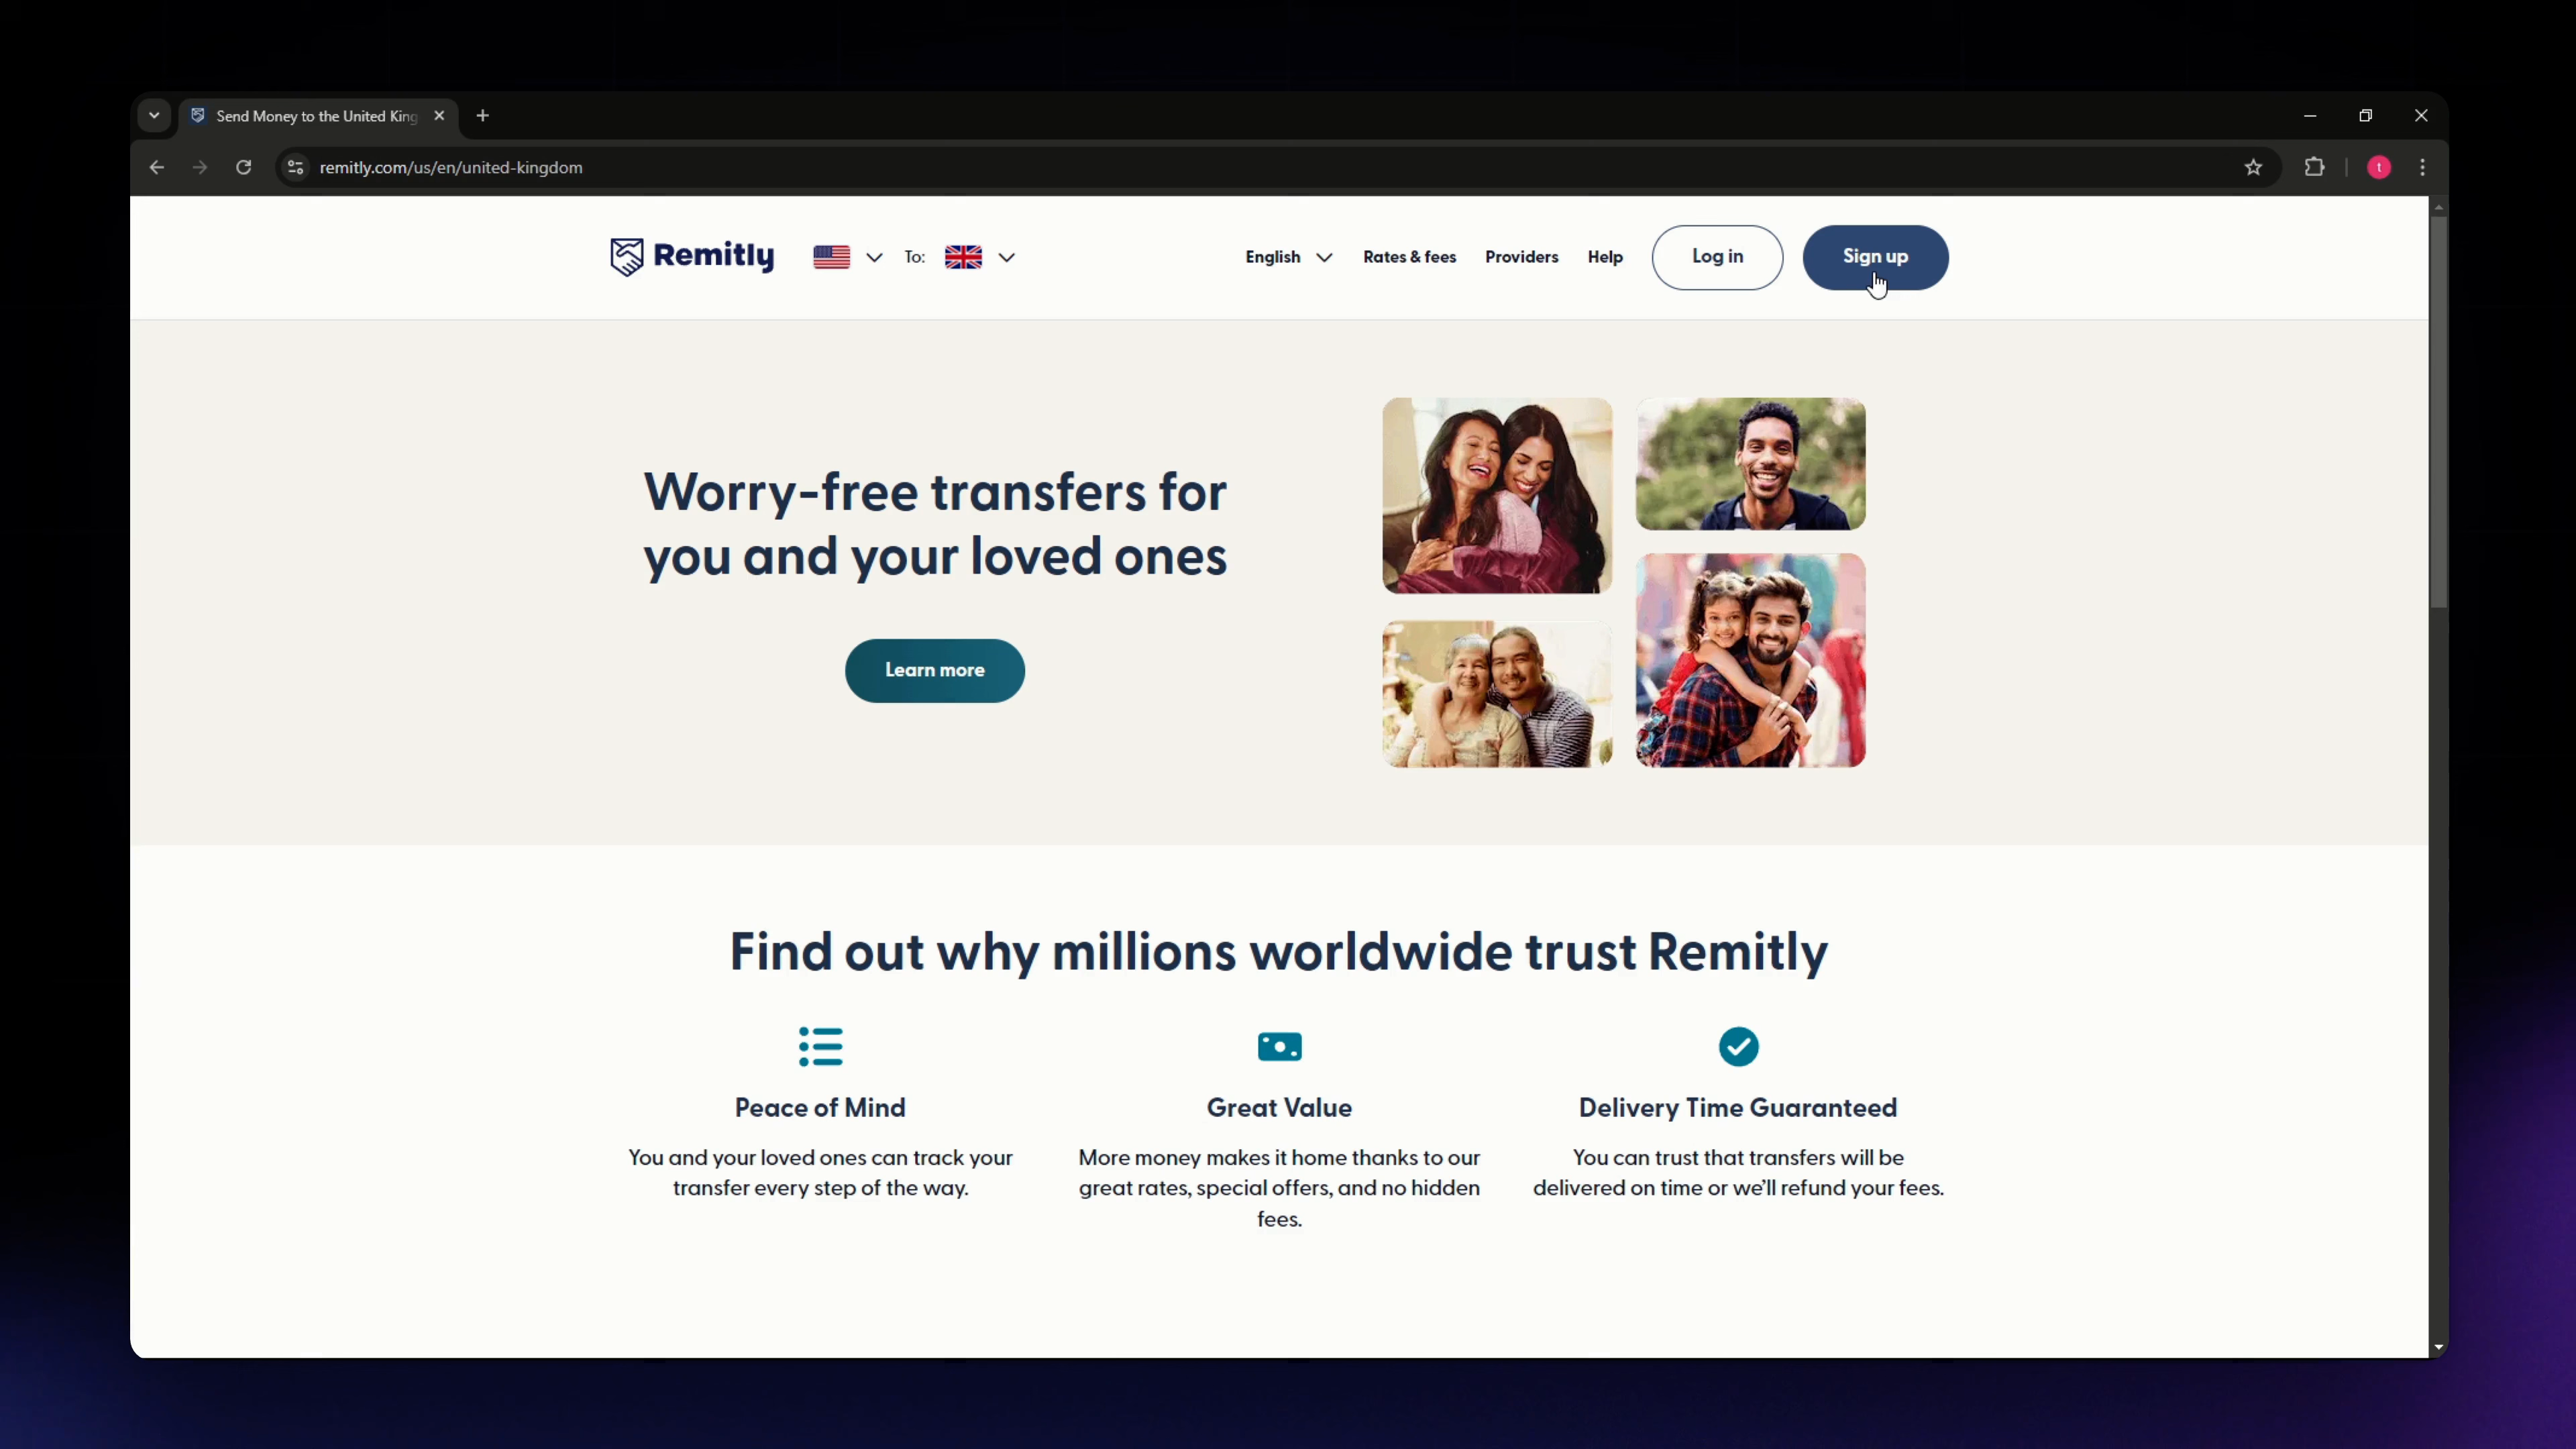 Send Money to the United King
remitly.com/us/en/united-kingdom
t
Remitly
To:
English
Rates & fees
Providers
Help
Log in
Sign up
Worry-free transfers for
you and your loved ones
Learn more
Find out why millions worldwide trust Remitly
Peace of Mind
You and your loved ones can track your
transfer every step of the way.
Great Value
More money makes it home thanks to our
great rates, special offers, and no hidden
fees.
Delivery Time Guaranteed
You can trust that transfers will be
delivered on time or we'll refund your fees.